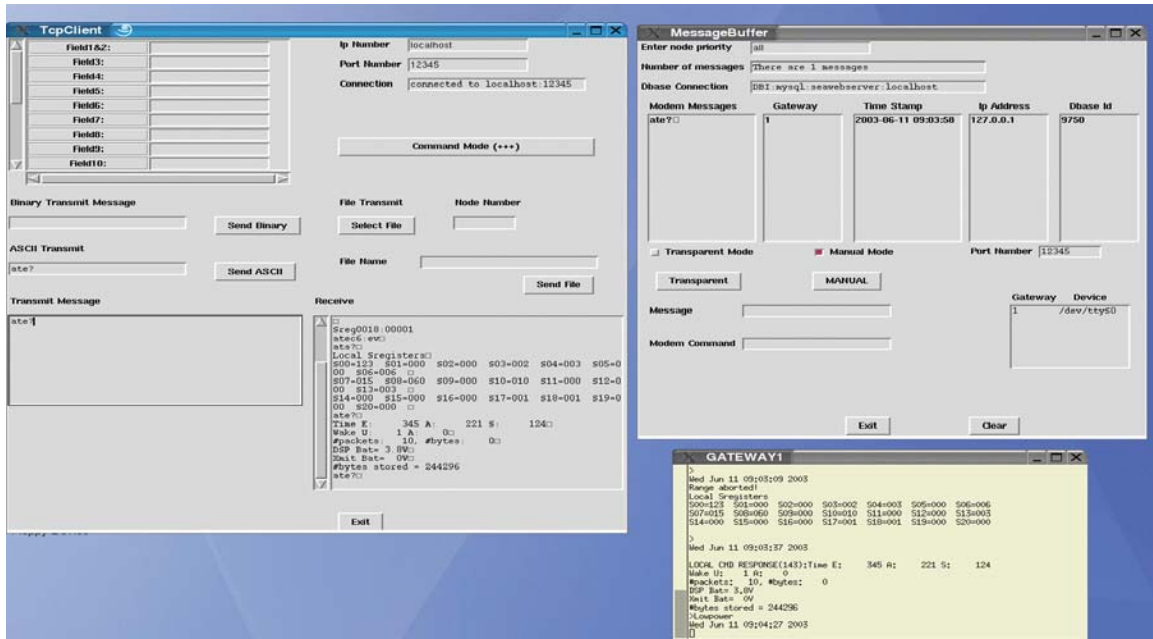 TcpClient
Field1&2:
Field3:
Field4:
Field5:
Field6:
Field7:
Field8:
Field9:
Field10:
Ip Number localhost
Port Number 12345
Connection connected to localhost:12345
Command Mode (+++)
Binary Transmit Message
Send Binary
File Transmit Node Number
Select File
ASCII Transmit
ate? Send ASCII
File Name
Send File
Transmit Message
ate?
Receive
Sreg0018:00001
atec6:ev
ats?
Local Sregisters
S00=123 S01=000 S02=000 S03=002 S04=003 S05=0
00 S06=006
S07=015 S08=060 S09=000 S10=010 S11=000 S12=0
00 S13=003
S14=000 S15=000 S16=000 S17=001 S18=001 S19=0
00 S20=000
ate?
Time E: 345 A: 221 S: 124
Wake U: 1 A: 0
#packets: 10, #bytes: 0
DSP Bat= 3.8V
Xmit Bat= 0V
#bytes stored = 244296
ate?
Exit
MessageBuffer
Enter node priority all
Number of messages There are 1 messages
Dbase Connection DBI:mysql:seawebserver:localhost
Modem Messages Gateway Time Stamp Ip Address Dbase Id
ate? 1 2003-06-11 09:03:58 127.0.0.1 9750
Transparent Mode Manual Mode Port Number 12345
Transparent MANUAL
Gateway Device
1 /dev/ttyS0
Message
Modem Command
Exit Clear
GATEWAY1
>
Wed Jun 11 09:03:09 2003
Range aborted!
Local Sregisters
S00=123 S01=000 S02=000 S03=002 S04=003 S05=000 S06=006
S07=015 S08=060 S09=000 S10=010 S11=000 S12=000 S13=003
S14=000 S15=000 S16=000 S17=001 S18=001 S19=000 S20=000
>
Wed Jun 11 09:03:37 2003
LOCAL CMD RESPONSE(143):Time E: 345 A: 221 S: 124
Wake U: 1 A: 0
#packets: 10, #bytes: 0
DSP Bat= 3.8V
Xmit Bat= 0V
#bytes stored = 244296
>Lowpower
Wed Jun 11 09:04:27 2003